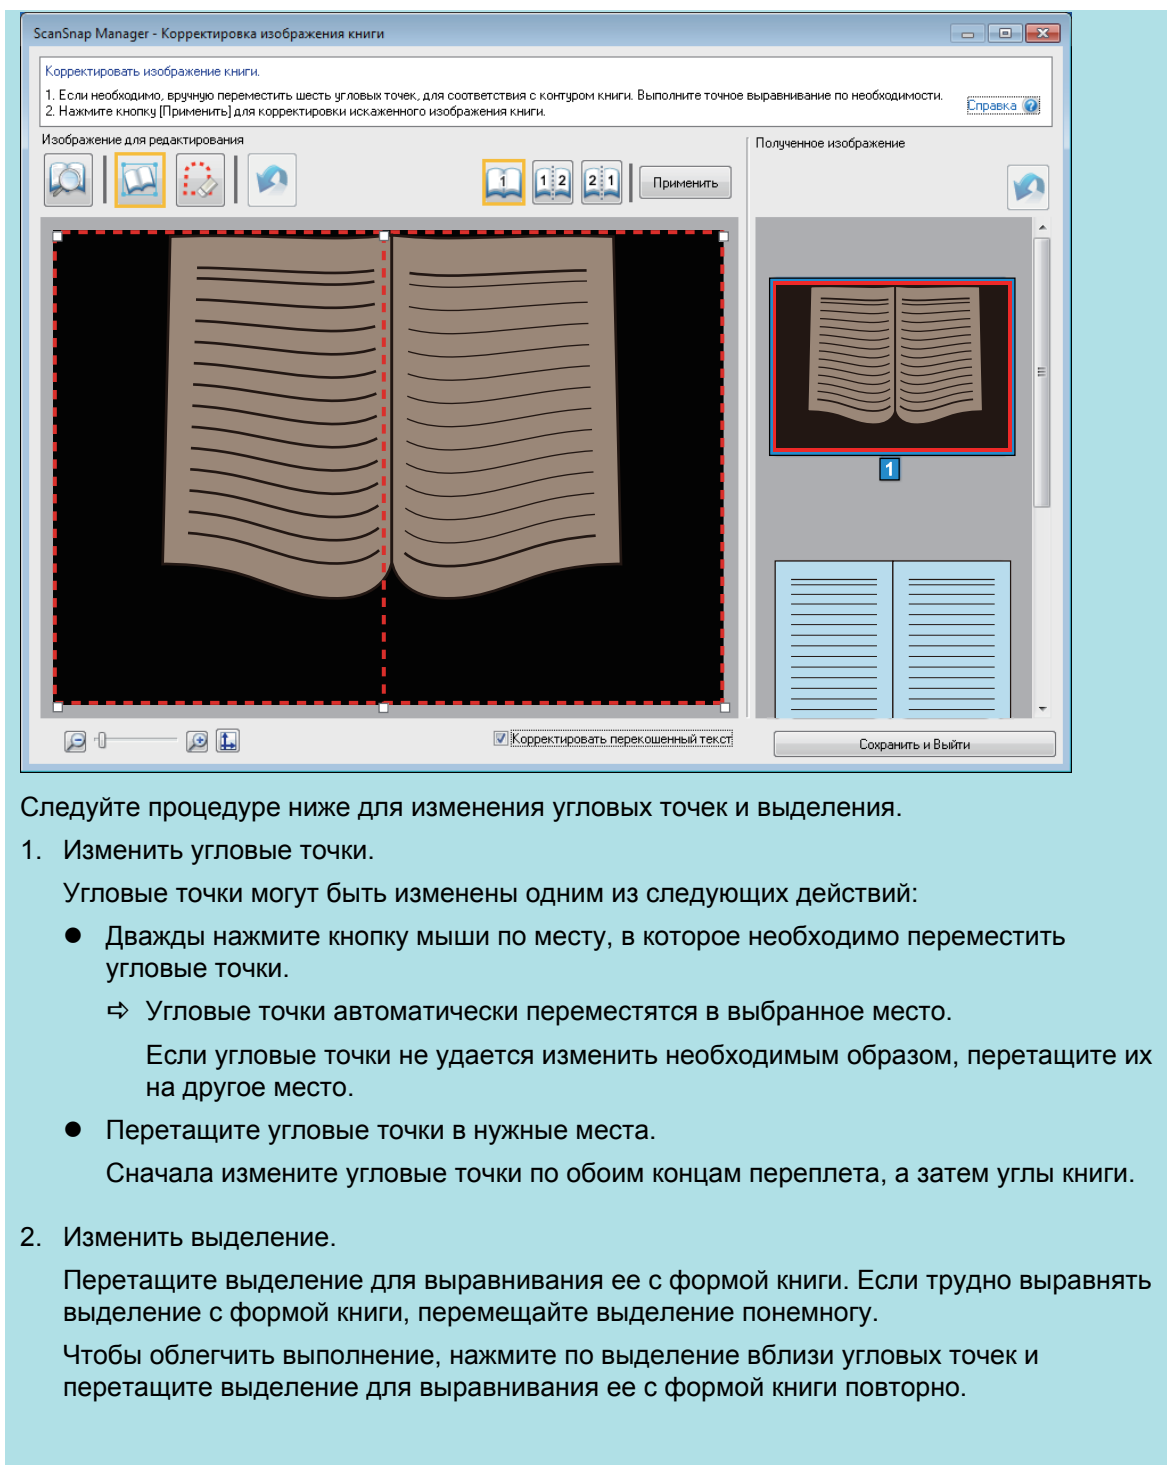 ScanSnap Manager - Корректировка изображения книги
Корректировать изображение книги.
1. Если необходимо, вручную переместить шесть угловых точек, для соответствия с контуром книги. Выполните точное выравнивание по необходимости.
2. Нажмите кнопку [Применить] для корректировки искаженного изображения книги.
Справка
Изображение для редактирования
Полученное изображение
1
1 2
2 1
Применить
1
Корректировать перекошенный текст
Сохранить и Выйти
Следуйте процедуре ниже для изменения угловых точек и выделения.
1. Изменить угловые точки.
Угловые точки могут быть изменены одним из следующих действий:
● Дважды нажмите кнопку мыши по месту, в которое необходимо переместить
угловые точки.
⇨ Угловые точки автоматически переместятся в выбранное место.
Если угловые точки не удается изменить необходимым образом, перетащите их
на другое место.
● Перетащите угловые точки в нужные места.
Сначала измените угловые точки по обоим концам переплета, а затем углы книги.
2. Изменить выделение.
Перетащите выделение для выравнивания ее с формой книги. Если трудно выравнять
выделение с формой книги, перемещайте выделение понемногу.
Чтобы облегчить выполнение, нажмите по выделение вблизи угловых точек и
перетащите выделение для выравнивания ее с формой книги повторно.